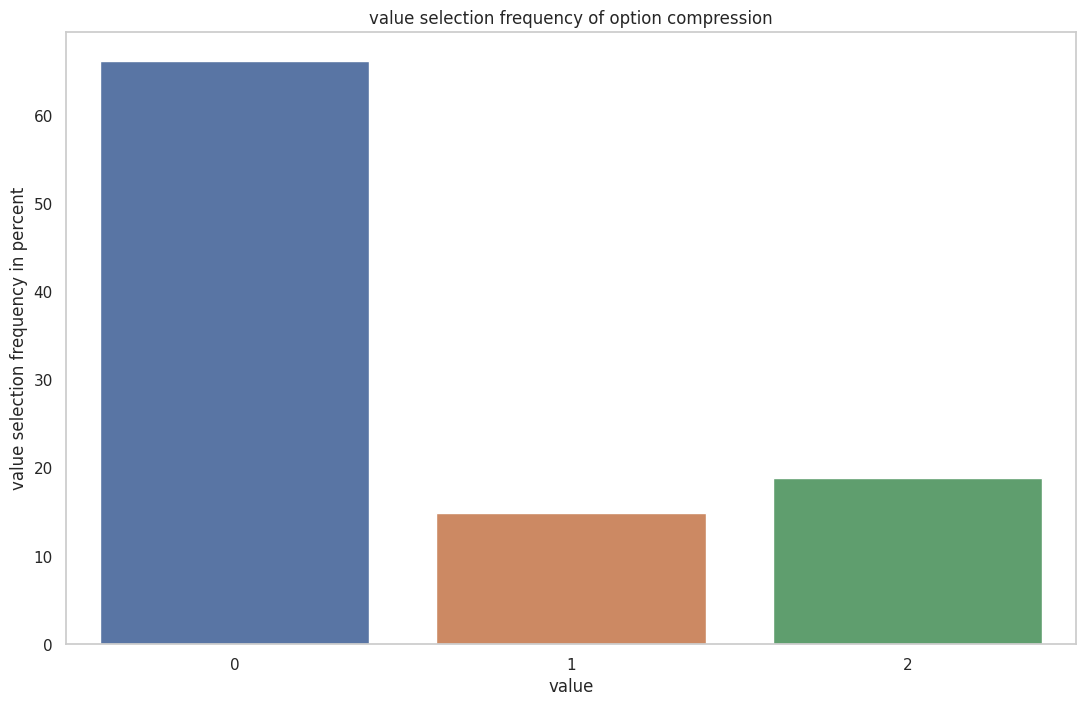 value selection frequency of option compression
value selection frequency in percent
60
50
40
30
20
10
0
0 1 2
value